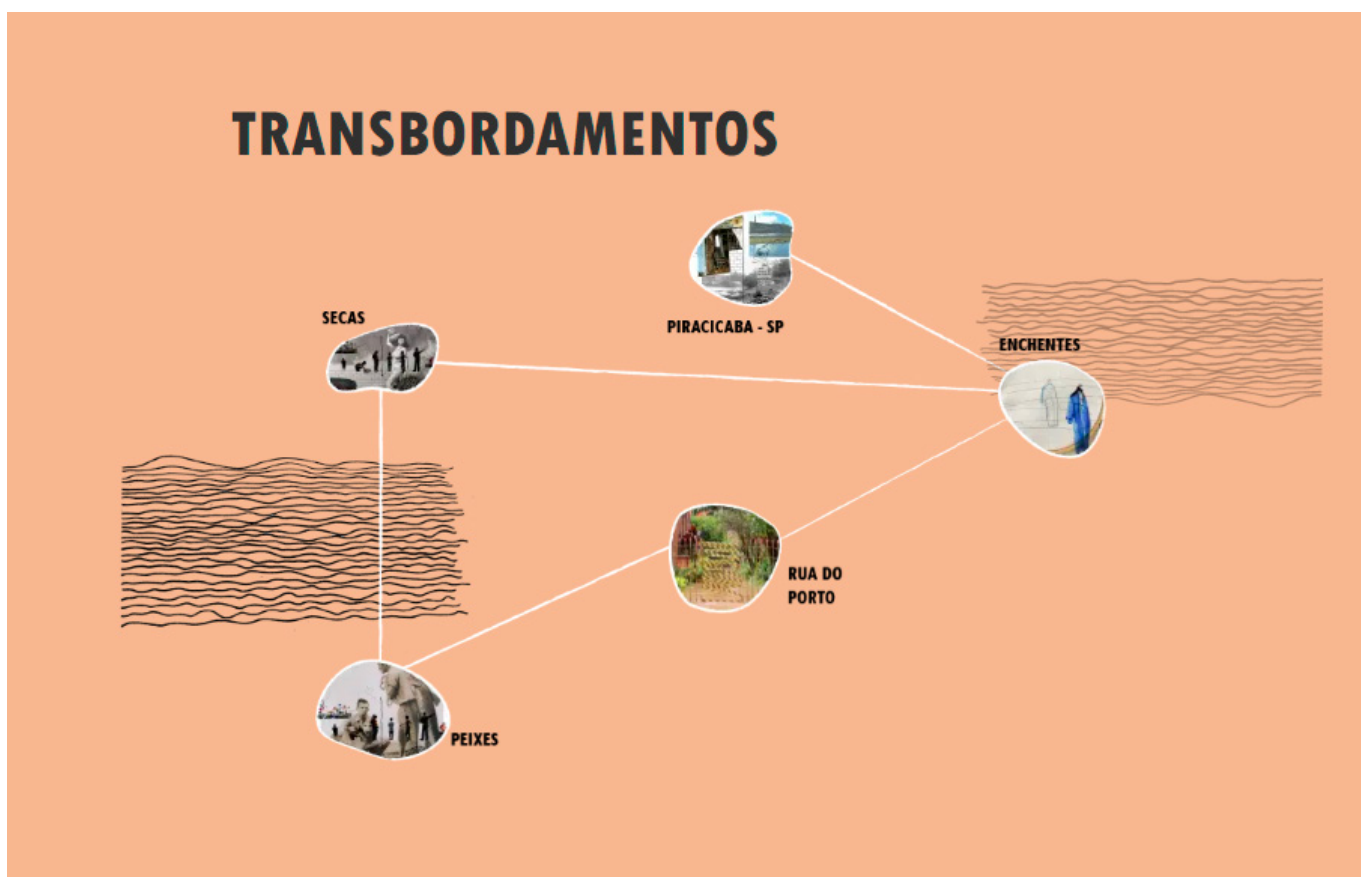 TRANSBORDAMENTOS
SECAS
PIRACICABA - SP
ENCHENTES
RUA DO
PORTO
PEIXES